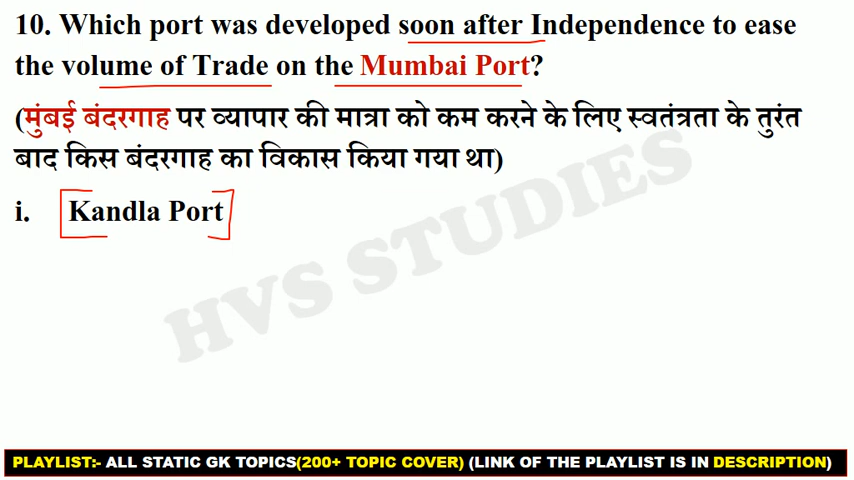 10. Which port was developed soon after Independence to ease
the volume of Trade on the Mumbai Port?
(मुंबई बंदरगाह पर व्यापार की मात्रा को कम करने के लिए स्वतंत्रता के तुरंत
बाद किस बंदरगाह का विकास किया गया था)
i. Kandla Port
HVS STUDIES
PLAYLIST:- ALL STATIC GK TOPICS(200+ TOPIC COVER) (LINK OF THE PLAYLIST IS IN DESCRIPTION)